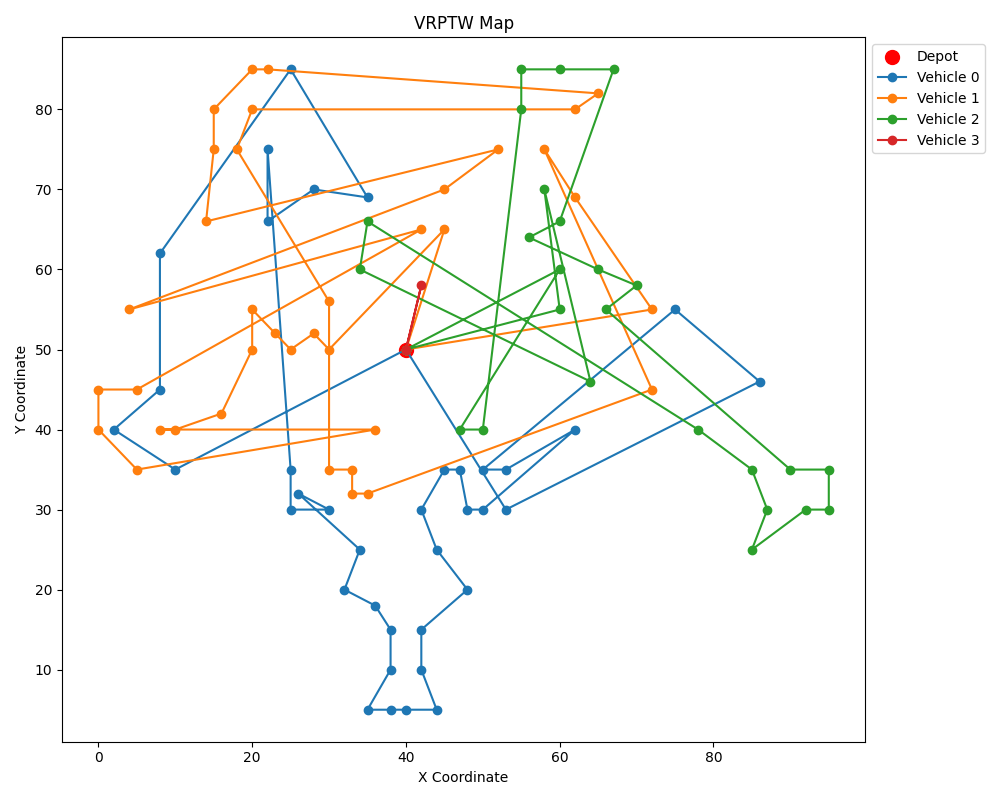 VRPTW Map
Depot
Vehicle 0
Vehicle 1
Vehicle 2
Vehicle 3
Y Coordinate
80
70
60
50
40
30
20
10
0
20
40
60
80
X Coordinate